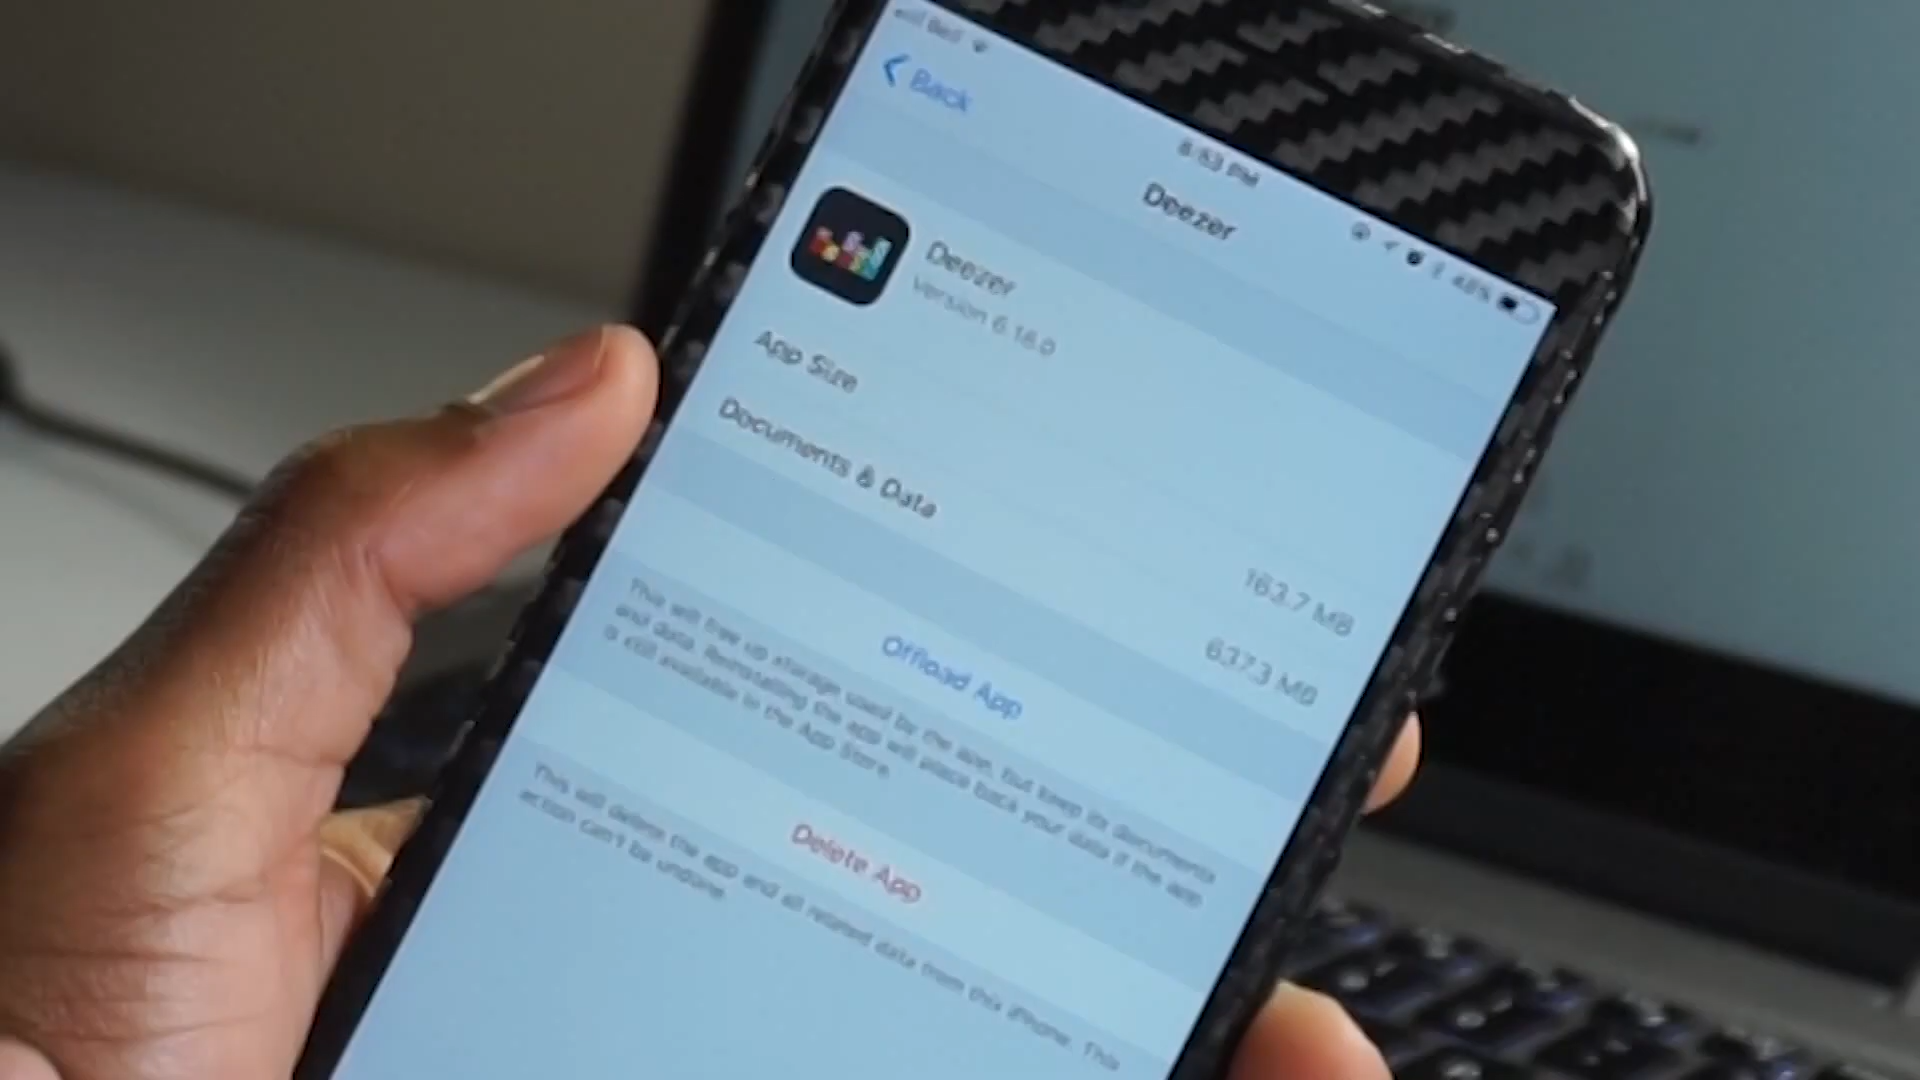 Bell
8:53 PM
48%
Back
Deezer
Deezer
Version 6.18.0
App Size
163.7 MB
Documents & Data
637.3 MB
Offload App
This will free up storage used by the app, but keep its documents
and data. Reinstalling the app will place back your data if the app
is still available in the App Store.
Delete App
This will delete the app and all related data from this iPhone. This
action can't be undone.